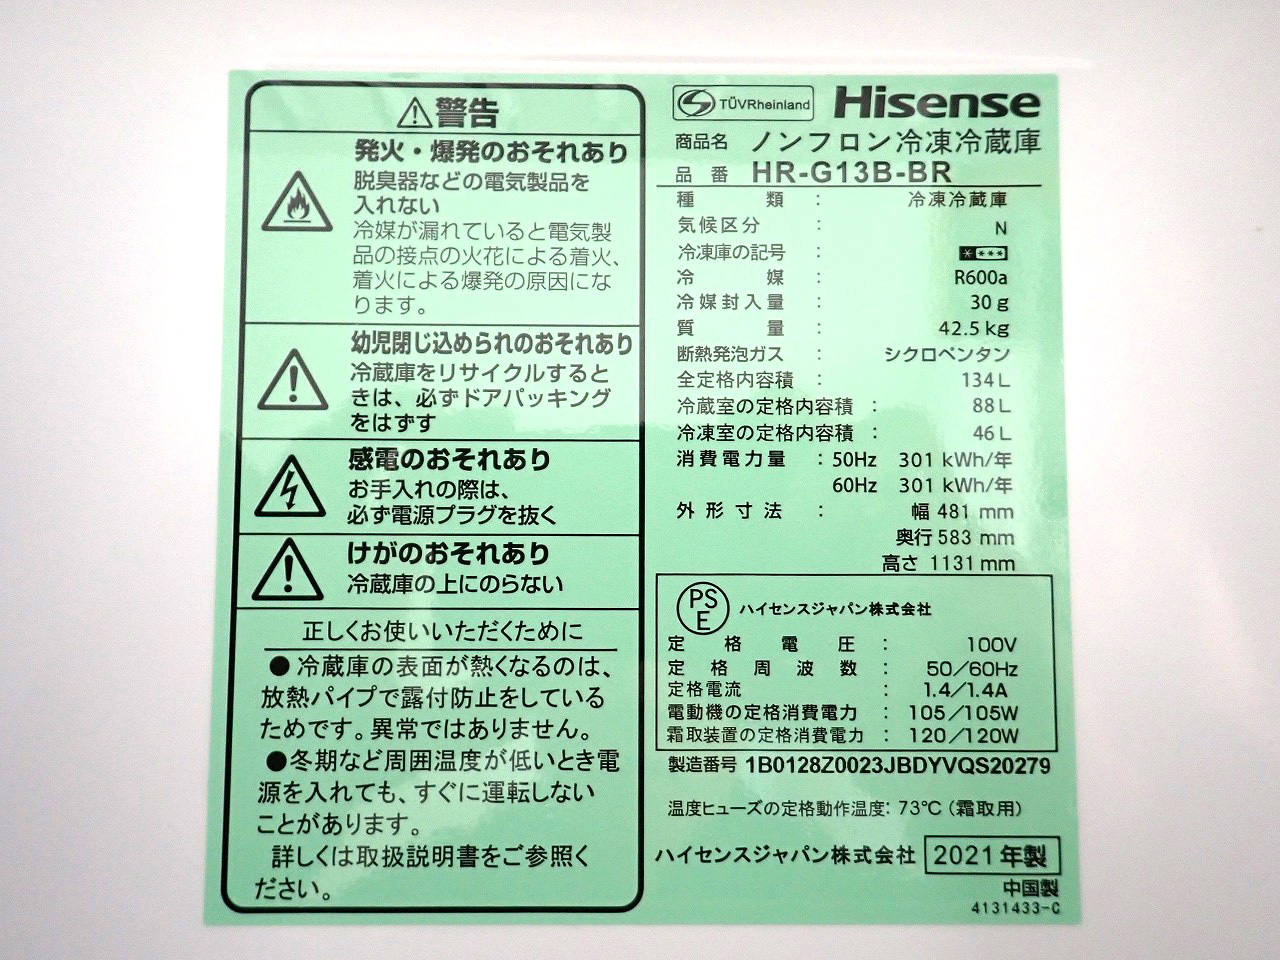 ⚠警告
発火・爆発のおそれあり
脱臭器などの電気製品を
入れない
冷媒が漏れていると電気製
品の接点の火花による着火、
着火による爆発の原因にな
ります。
幼児閉じ込められのおそれあり
冷蔵庫をリサイクルすると
きは、必ずドアパッキング
をはずす
感電のおそれあり
お手入れの際は、
必ず電源プラグを抜く
けがのおそれあり
冷蔵庫の上にのらない
正しくお使いいただくために
●冷蔵庫の表面が熱くなるのは、
放熱パイプで露付防止をしている
ためです。異常ではありません。
●冬期など周囲温度が低いとき電
源を入れても、すぐに運転しない
ことがあります。
詳しくは取扱説明書をご参照く
ださい。
TÜVRheinland Hisense
商品名 ノンフロン冷凍冷蔵庫
品番 HR-G13B-BR
種類 : 冷凍冷蔵庫
気候区分 : N
冷凍庫の記号 : ****
冷媒 : R600a
冷媒封入量 : 30 g
質量 : 42.5 kg
断熱発泡ガス : シクロペンタン
全定格内容積 : 134 L
冷蔵室の定格内容積 : 88 L
冷凍室の定格内容積 : 46 L
消費電力量 : 50Hz 301 kWh/年
60Hz 301 kWh/年
外形寸法 : 幅 481 mm
奥行 583 mm
高さ 1131 mm
PSE ハイセンスジャパン株式会社
定格電圧 : 100V
定格周波数 : 50/60Hz
定格電流 : 1.4/1.4A
電動機の定格消費電力 : 105/105W
霜取装置の定格消費電力 : 120/120W
製造番号 1B0128Z0023JBDYVQS20279
温度ヒューズの定格動作温度: 73℃ (霜取用)
ハイセンスジャパン株式会社 2021年製
中国製
4131433-C